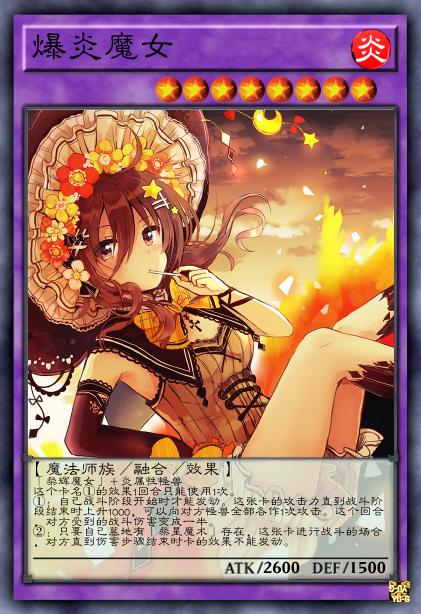 爆炎魔女
炎
【 魔法师族 ／融合 ／效果 】
「祭辉魔女」＋炎属性怪兽
这个卡名①的效果1回合只能使用1次。
①：自己战斗阶段开始时才能发动。这张卡的攻击力直到战斗阶
段结束时上升1000，可以向对方怪兽全部各作1次攻击。这个回合
，对方受到的战斗伤害变成一半。
②：只要自己墓地有「祭星魔术」存在，这张卡进行战斗的场合
，对方直到伤害步骤结束时卡的效果不能发动。
ATK/2600 DEF/1500